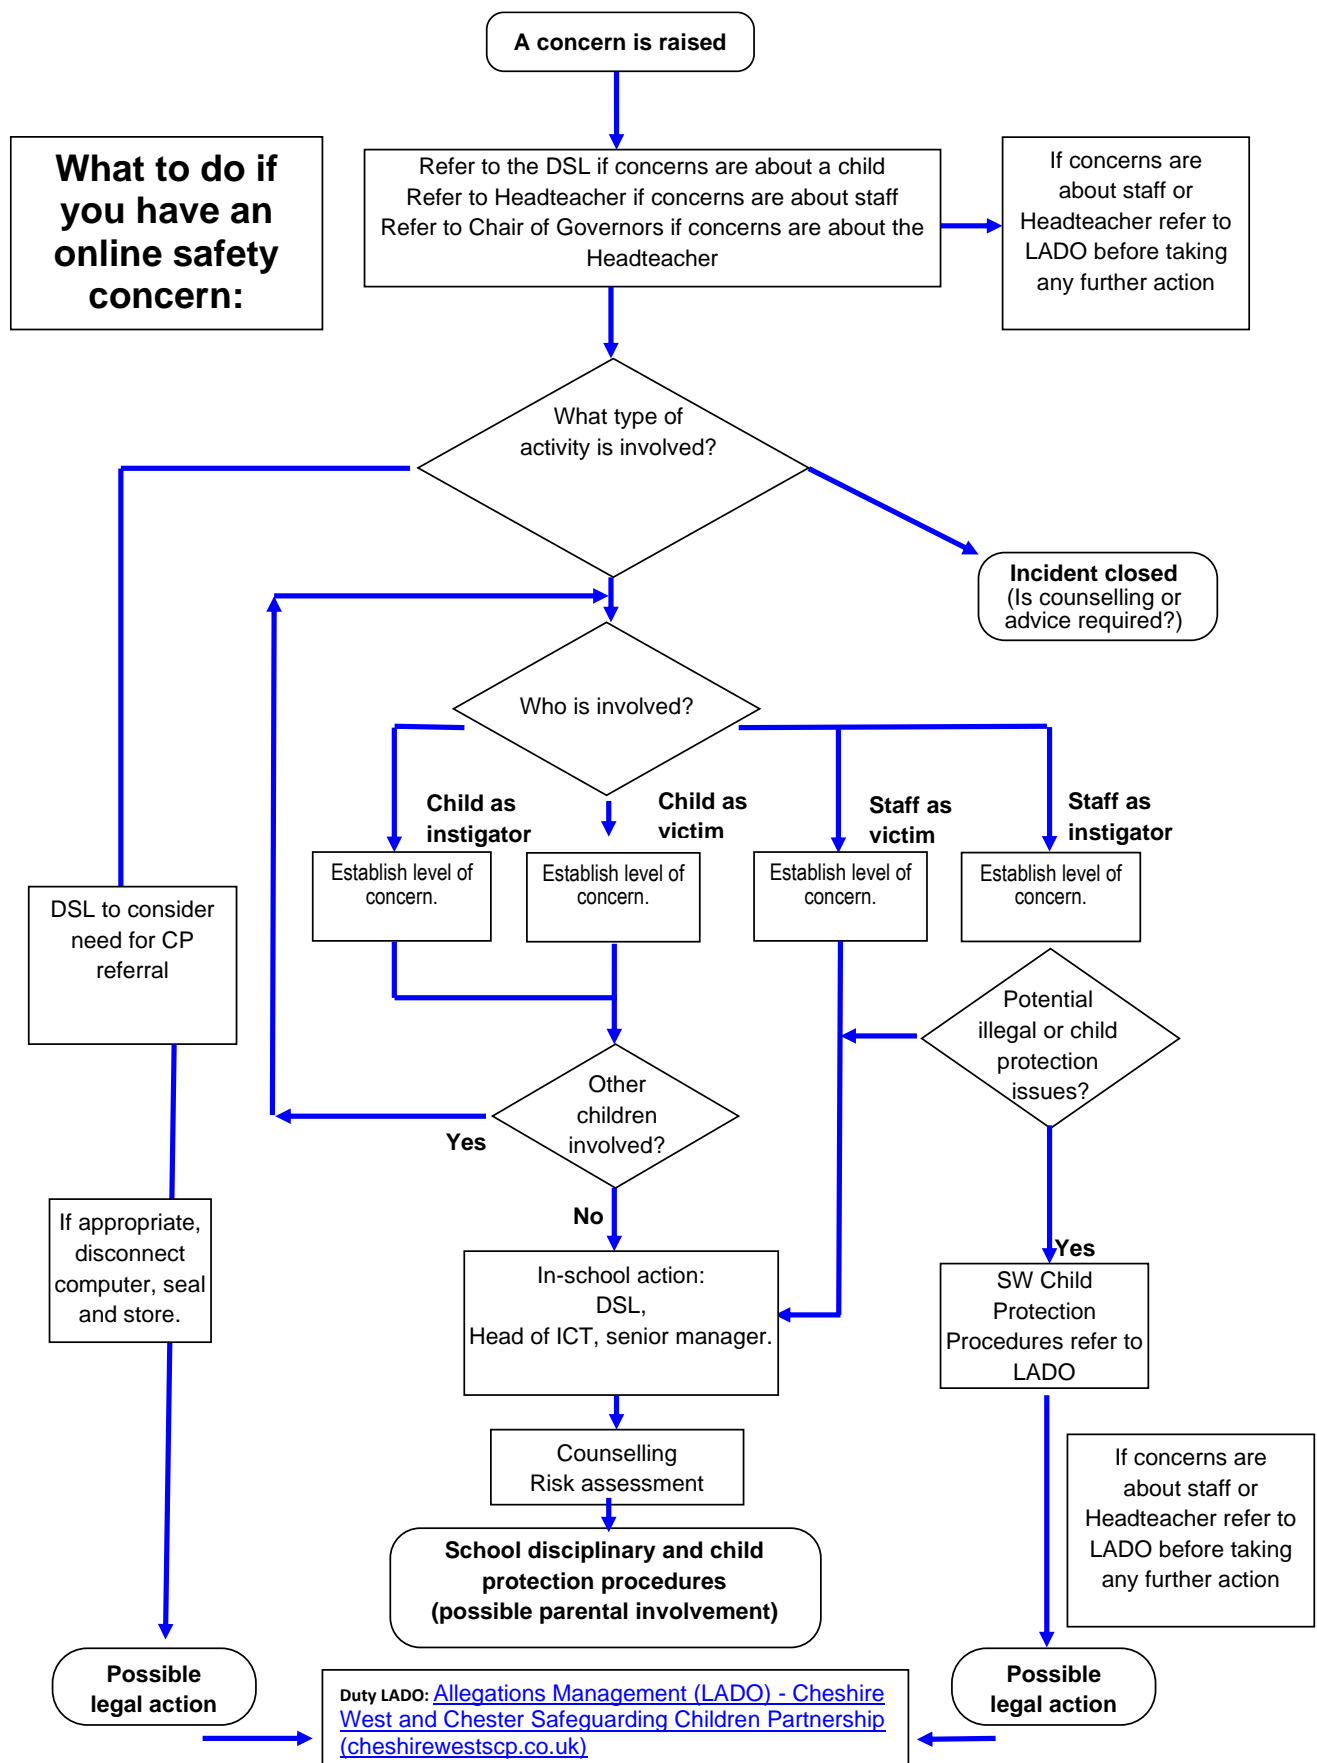 A concern is raised
What to do if
you have an
online safety
concern:
Refer to the DSL if concerns are about a child
Refer to Headteacher if concerns are about staff
Refer to Chair of Governors if concerns are about the
Headteacher
If concerns are
about staff or
Headteacher refer to
LADO before taking
any further action
What type of
activity is involved?
Incident closed
(Is counselling or
advice required?)
Who is involved?
Child as
instigator
Child as
victim
Staff as
victim
Staff as
instigator
Establish level of
concern.
Establish level of
concern.
Establish level of
concern.
Establish level of
concern.
DSL to consider
need for CP
referral
Potential
illegal or child
protection
issues?
Other
children
involved?
Yes
No
If appropriate,
disconnect
computer, seal
and store.
Yes
In-school action:
DSL,
Head of ICT, senior manager.
SW Child
Protection
Procedures refer to
LADO
Counselling
Risk assessment
If concerns are
about staff or
Headteacher refer to
LADO before taking
any further action
School disciplinary and child
protection procedures
(possible parental involvement)
Possible
legal action
Possible
legal action
Duty LADO: Allegations Management (LADO) - Cheshire
West and Chester Safeguarding Children Partnership
(cheshirewestscp.co.uk)